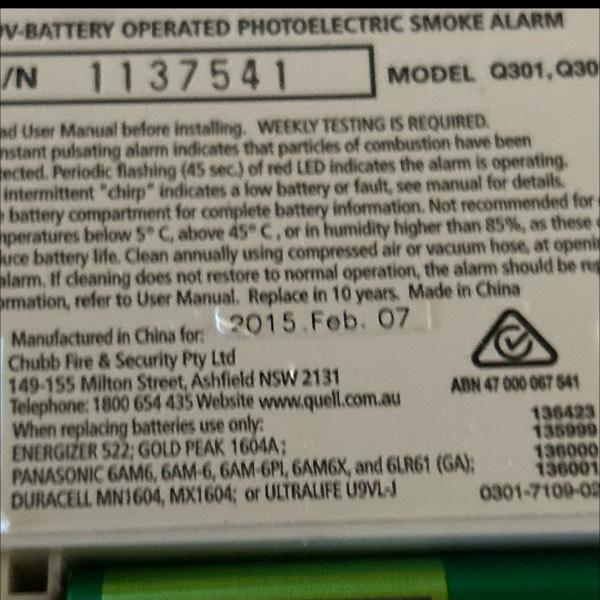 9V-BATTERY OPERATED PHOTOELECTRIC SMOKE ALARM
/N 1137541 MODEL Q301, Q30
ad User Manual before installing. WEEKLY TESTING IS REQUIRED.
nstant pulsating alarm indicates that particles of combustion have been
ected. Periodic flashing (45 sec.) of red LED indicates the alarm is operating.
intermittent "chirp" indicates a low battery or fault, see manual for details.
e battery compartment for complete battery information. Not recommended for
mperatures below 5° C, above 45° C, or in humidity higher than 85%, as these
duce battery life. Clean annually using compressed air or vacuum hose, at openin
alarm. If cleaning does not restore to normal operation, the alarm should be rep
ormation, refer to User Manual. Replace in 10 years. Made in China
Manufactured in China for: 2015.Feb. 07
Chubb Fire & Security Pty Ltd
149-155 Milton Street, Ashfield NSW 2131
Telephone: 1800 654 435 Website www.quell.com.au
When replacing batteries use only:
ENERGIZER 522; GOLD PEAK 1604A;
PANASONIC 6AM6, 6AM-6, 6AM-6PI, 6AM6X, and 6LR61 (GA);
DURACELL MN1604, MX1604; or ULTRALIFE U9VL-J
ABN 47 000 067 541
136423
135999
136000
136001
0301-7109-02